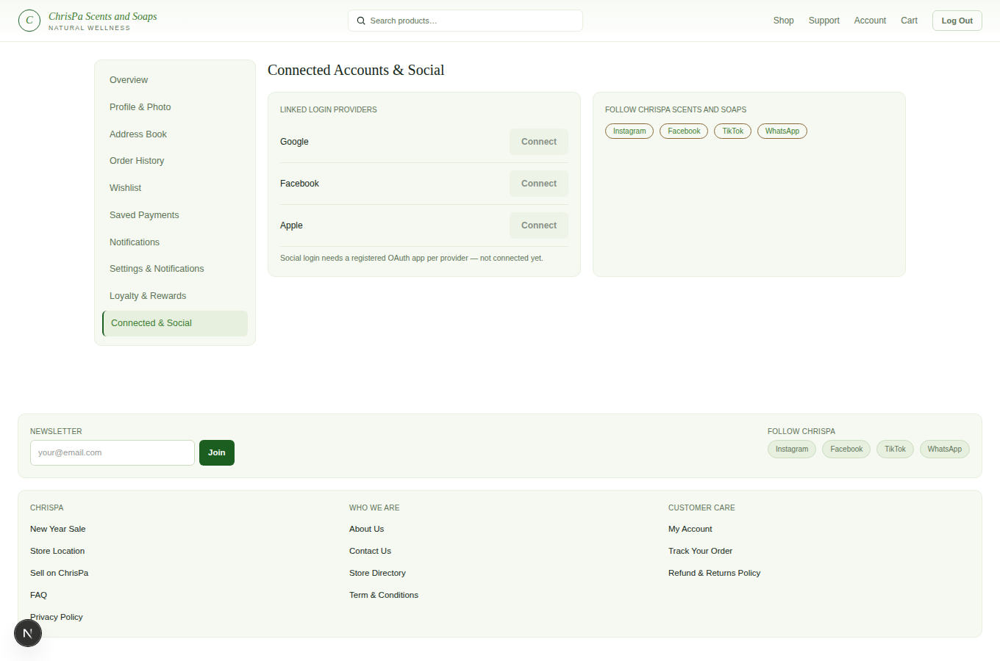 C
ChrisPa Scents and Soaps
NATURAL WELLNESS
Search products…
Shop
Support
Account
Cart
Log Out
Overview
Profile & Photo
Address Book
Order History
Wishlist
Saved Payments
Notifications
Settings & Notifications
Loyalty & Rewards
Connected & Social
Connected Accounts & Social
LINKED LOGIN PROVIDERS
Google
Connect
Facebook
Connect
Apple
Connect
Social login needs a registered OAuth app per provider — not connected yet.
FOLLOW CHRISPA SCENTS AND SOAPS
Instagram
Facebook
TikTok
WhatsApp
NEWSLETTER
your@email.com
Join
FOLLOW CHRISPA
Instagram
Facebook
TikTok
WhatsApp
CHRISPA
New Year Sale
Store Location
Sell on ChrisPa
FAQ
Privacy Policy
WHO WE ARE
About Us
Contact Us
Store Directory
Term & Conditions
CUSTOMER CARE
My Account
Track Your Order
Refund & Returns Policy
N